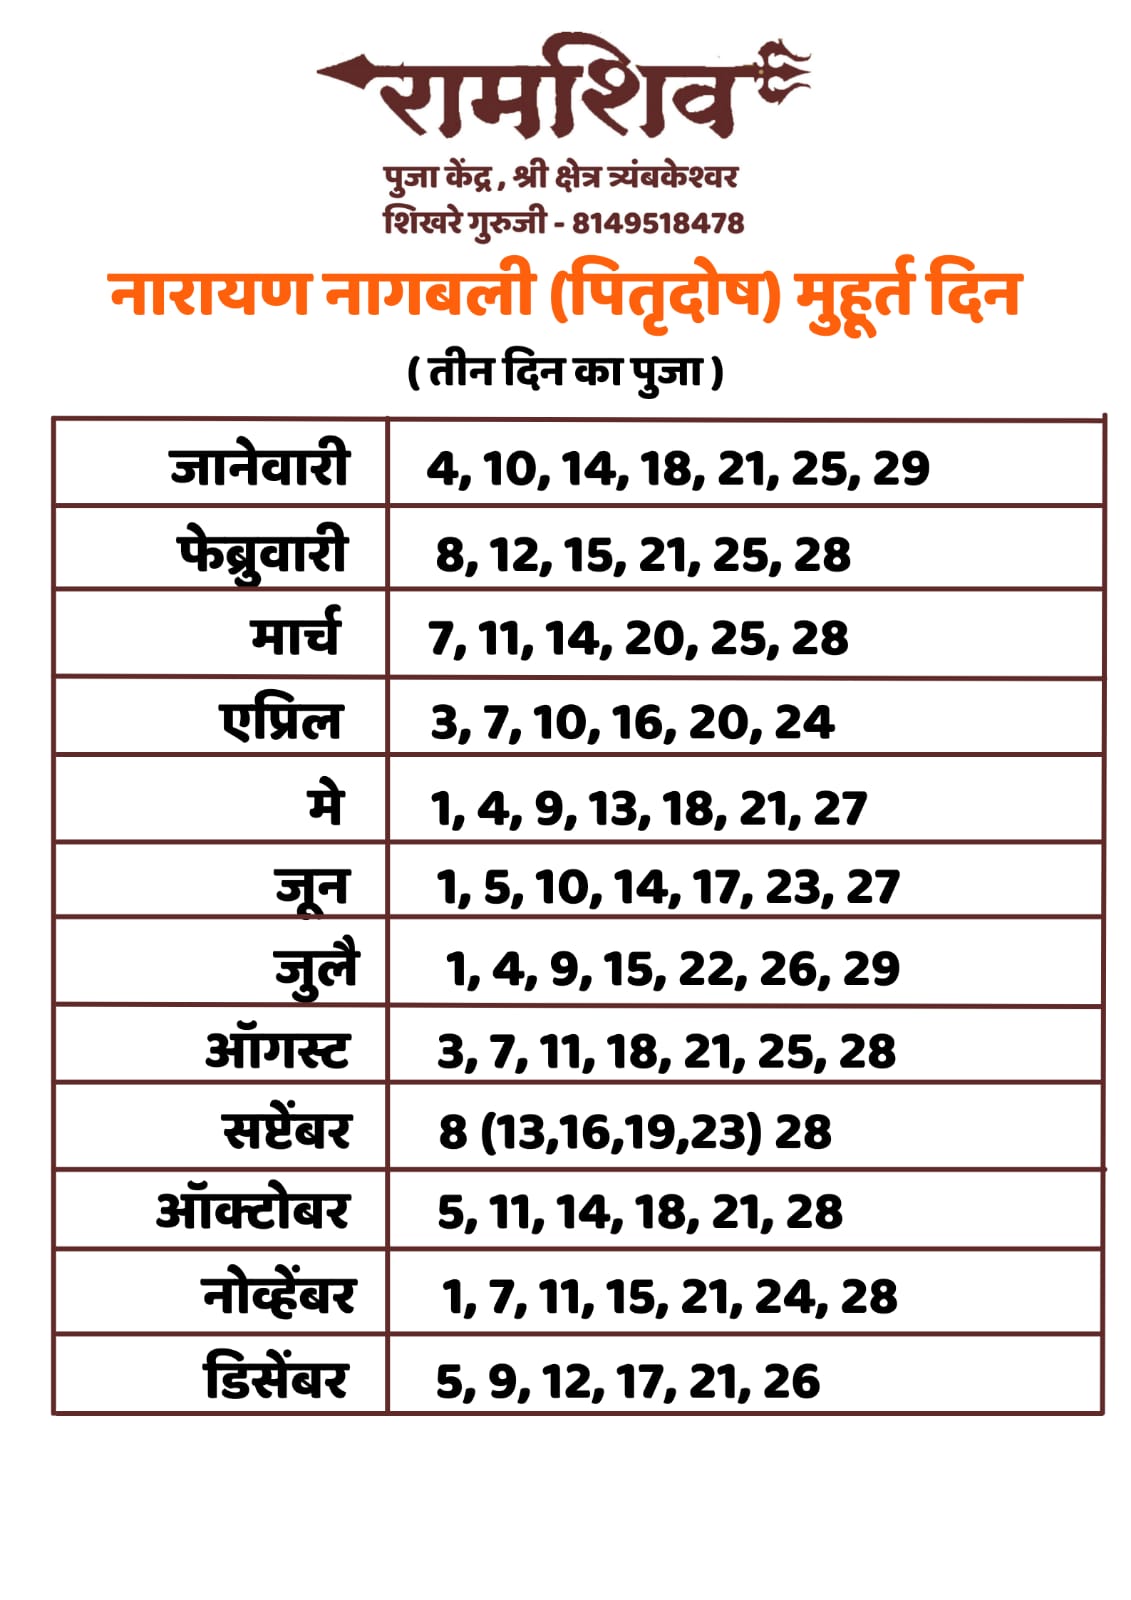 रामशिव
पुजा केंद्र , श्री क्षेत्र त्र्यंबकेश्वर
शिखरे गुरुजी - 8149518478
नारायण नागबली (पितृदोष) मुहूर्त दिन
( तीन दिन का पुजा )
जानेवारी 4, 10, 14, 18, 21, 25, 29
फेब्रुवारी 8, 12, 15, 21, 25, 28
मार्च 7, 11, 14, 20, 25, 28
एप्रिल 3, 7, 10, 16, 20, 24
मे 1, 4, 9, 13, 18, 21, 27
जून 1, 5, 10, 14, 17, 23, 27
जुलै 1, 4, 9, 15, 22, 26, 29
ऑगस्ट 3, 7, 11, 18, 21, 25, 28
सप्टेंबर 8 (13,16,19,23) 28
ऑक्टोबर 5, 11, 14, 18, 21, 28
नोव्हेंबर 1, 7, 11, 15, 21, 24, 28
डिसेंबर 5, 9, 12, 17, 21, 26